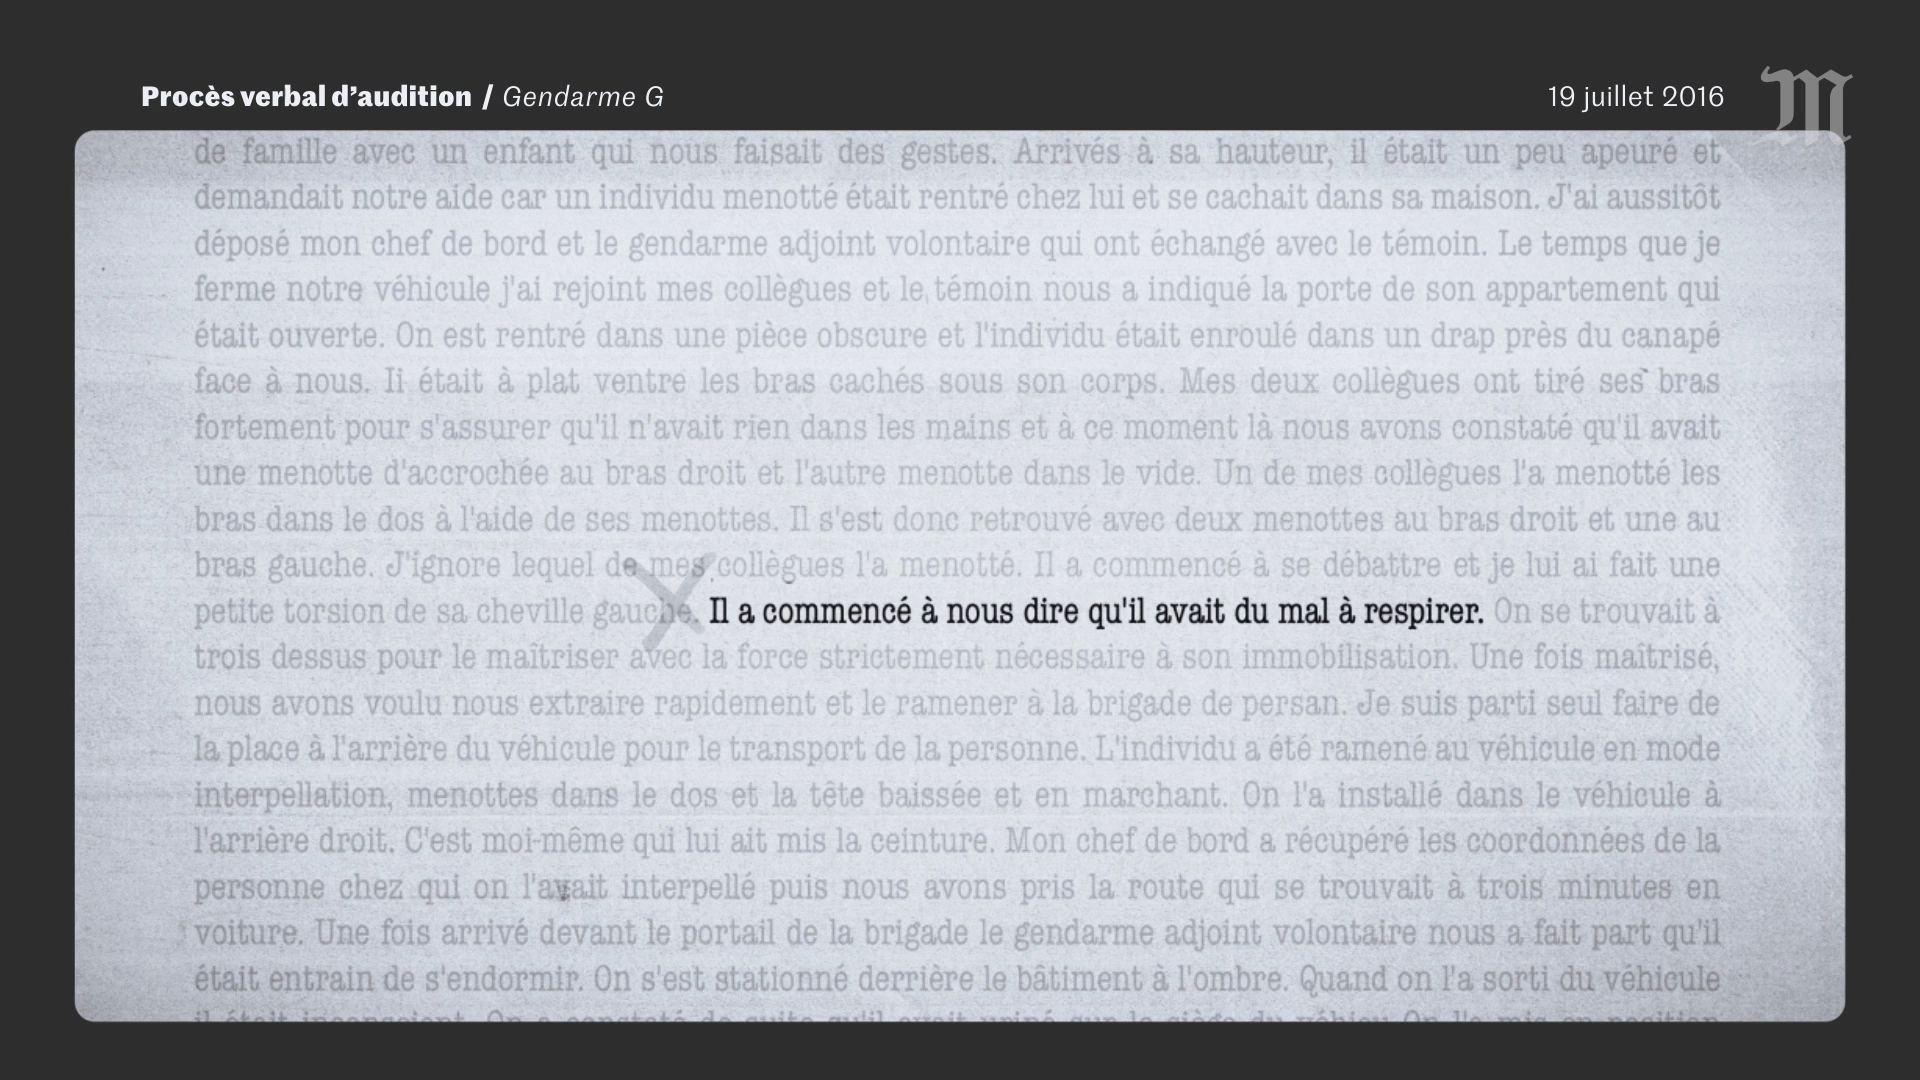 Procès verbal d'audition / Gendarme G
19 juillet 2016
M
de famille avec un enfant qui nous faisait des gestes. Arrivés à sa hauteur, il était un peu apeuré et
demandait notre aide car un individu menotté était rentré chez lui et se cachait dans sa maison. J'ai aussitôt
déposé mon chef de bord et le gendarme adjoint volontaire qui ont échangé avec le témoin. Le temps que je
ferme notre véhicule j'ai rejoint mes collègues et le témoin nous a indiqué la porte de son appartement qui
était ouverte. On est rentré dans une pièce obscure et l'individu était enroulé dans un drap près du canapé
face à nous. Ii était à plat ventre les bras cachés sous son corps. Mes deux collègues ont tiré ses bras
fortement pour s'assurer qu'il n'avait rien dans les mains et à ce moment là nous avons constaté qu'il avait
une menotte d'accrochée au bras droit et l'autre menotte dans le vide. Un de mes collègues l'a menotté les
bras dans le dos à l'aide de ses menottes. Il s'est donc retrouvé avec deux menottes au bras droit et une au
bras gauche. J'ignore lequel de mes collègues l'a menotté. Il a commencé à se débattre et je lui ai fait une
petite torsion de sa cheville gauche. Il a commencé à nous dire qu'il avait du mal à respirer. On se trouvait à
trois dessus pour le maîtriser avec la force strictement nécessaire à son immobilisation. Une fois maîtrisé,
nous avons voulu nous extraire rapidement et le ramener à la brigade de persan. Je suis parti seul faire de
la place à l'arrière du véhicule pour le transport de la personne. L'individu a été ramené au véhicule en mode
interpellation, menottes dans le dos et la tête baissée et en marchant. On l'a installé dans le véhicule à
l'arrière droit. C'est moi-même qui lui ait mis la ceinture. Mon chef de bord a récupéré les coordonnées de la
personne chez qui on l'avait interpellé puis nous avons pris la route qui se trouvait à trois minutes en
voiture. Une fois arrivé devant le portail de la brigade le gendarme adjoint volontaire nous a fait part qu'il
était entrain de s'endormir. On s'est stationné derrière le bâtiment à l'ombre. Quand on l'a sorti du véhicule